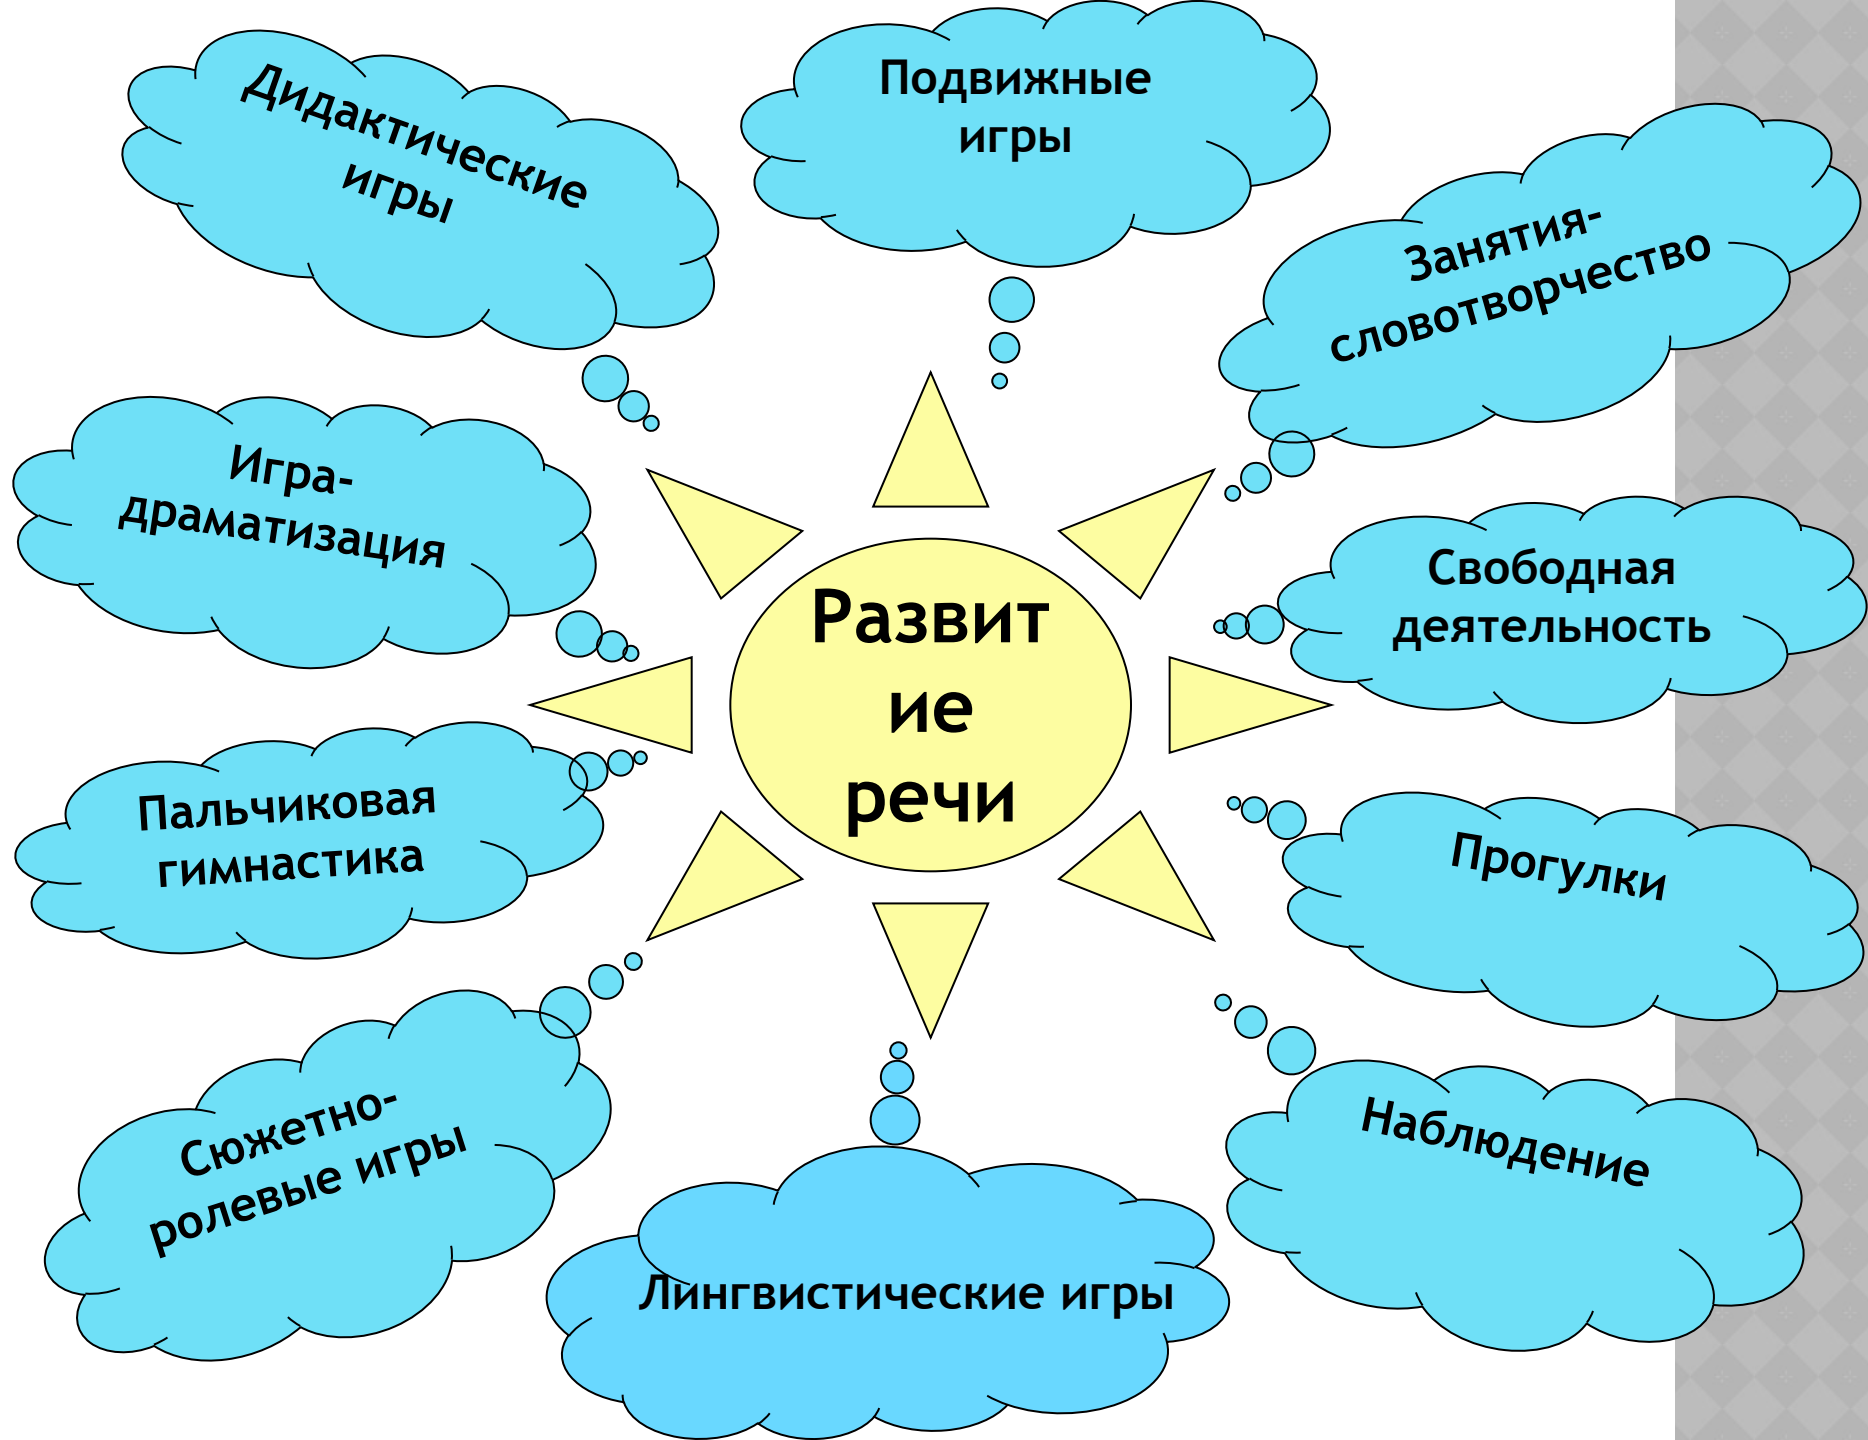 Дидактические
игры
Подвижные
игры
Занятия-
словотворчество
Игра-
драматизация
Свободная
деятельность
Развит
ие
речи
Пальчиковая
гимнастика
Прогулки
Сюжетно-
ролевые игры
Наблюдение
Лингвистические игры